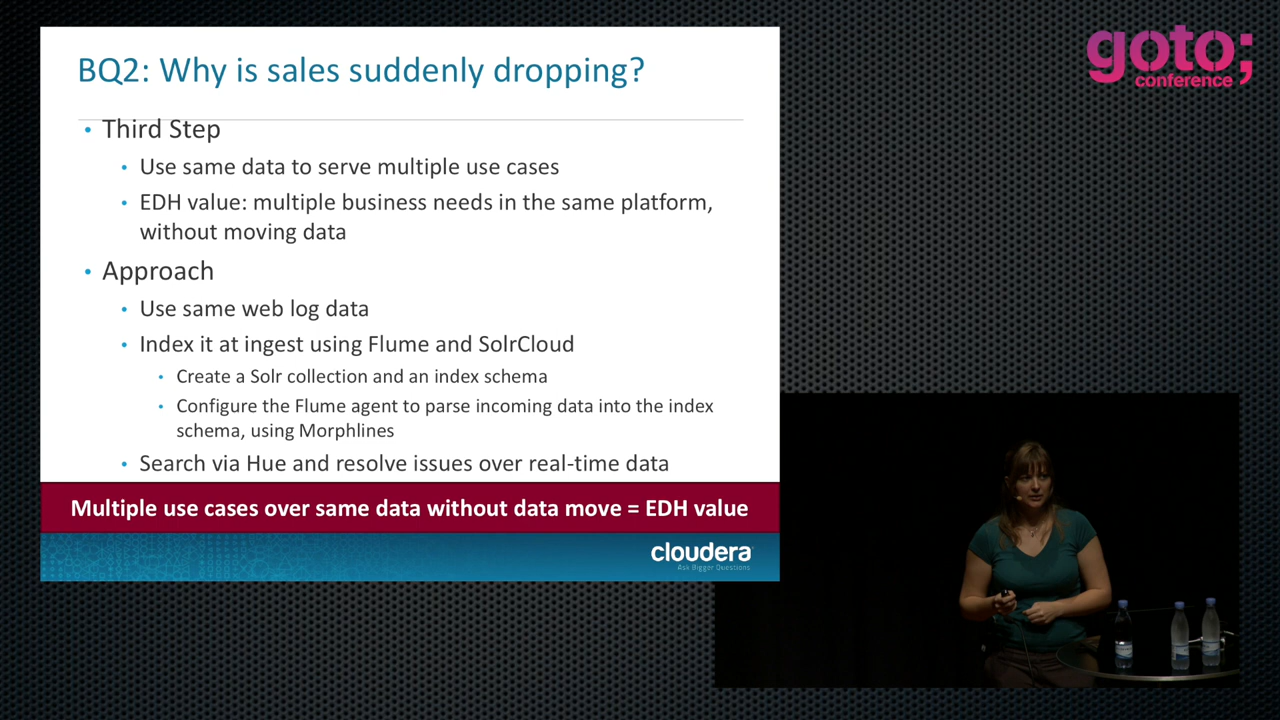 goto;
conference
BQ2: Why is sales suddenly dropping?
• Third Step
• Use same data to serve multiple use cases
• EDH value: multiple business needs in the same platform,
without moving data
• Approach
• Use same web log data
• Index it at ingest using Flume and SolrCloud
• Create a Solr collection and an index schema
• Configure the Flume agent to parse incoming data into the index
schema, using Morphlines
• Search via Hue and resolve issues over real-time data
Multiple use cases over same data without data move = EDH value
cloudera
Ask Bigger Questions